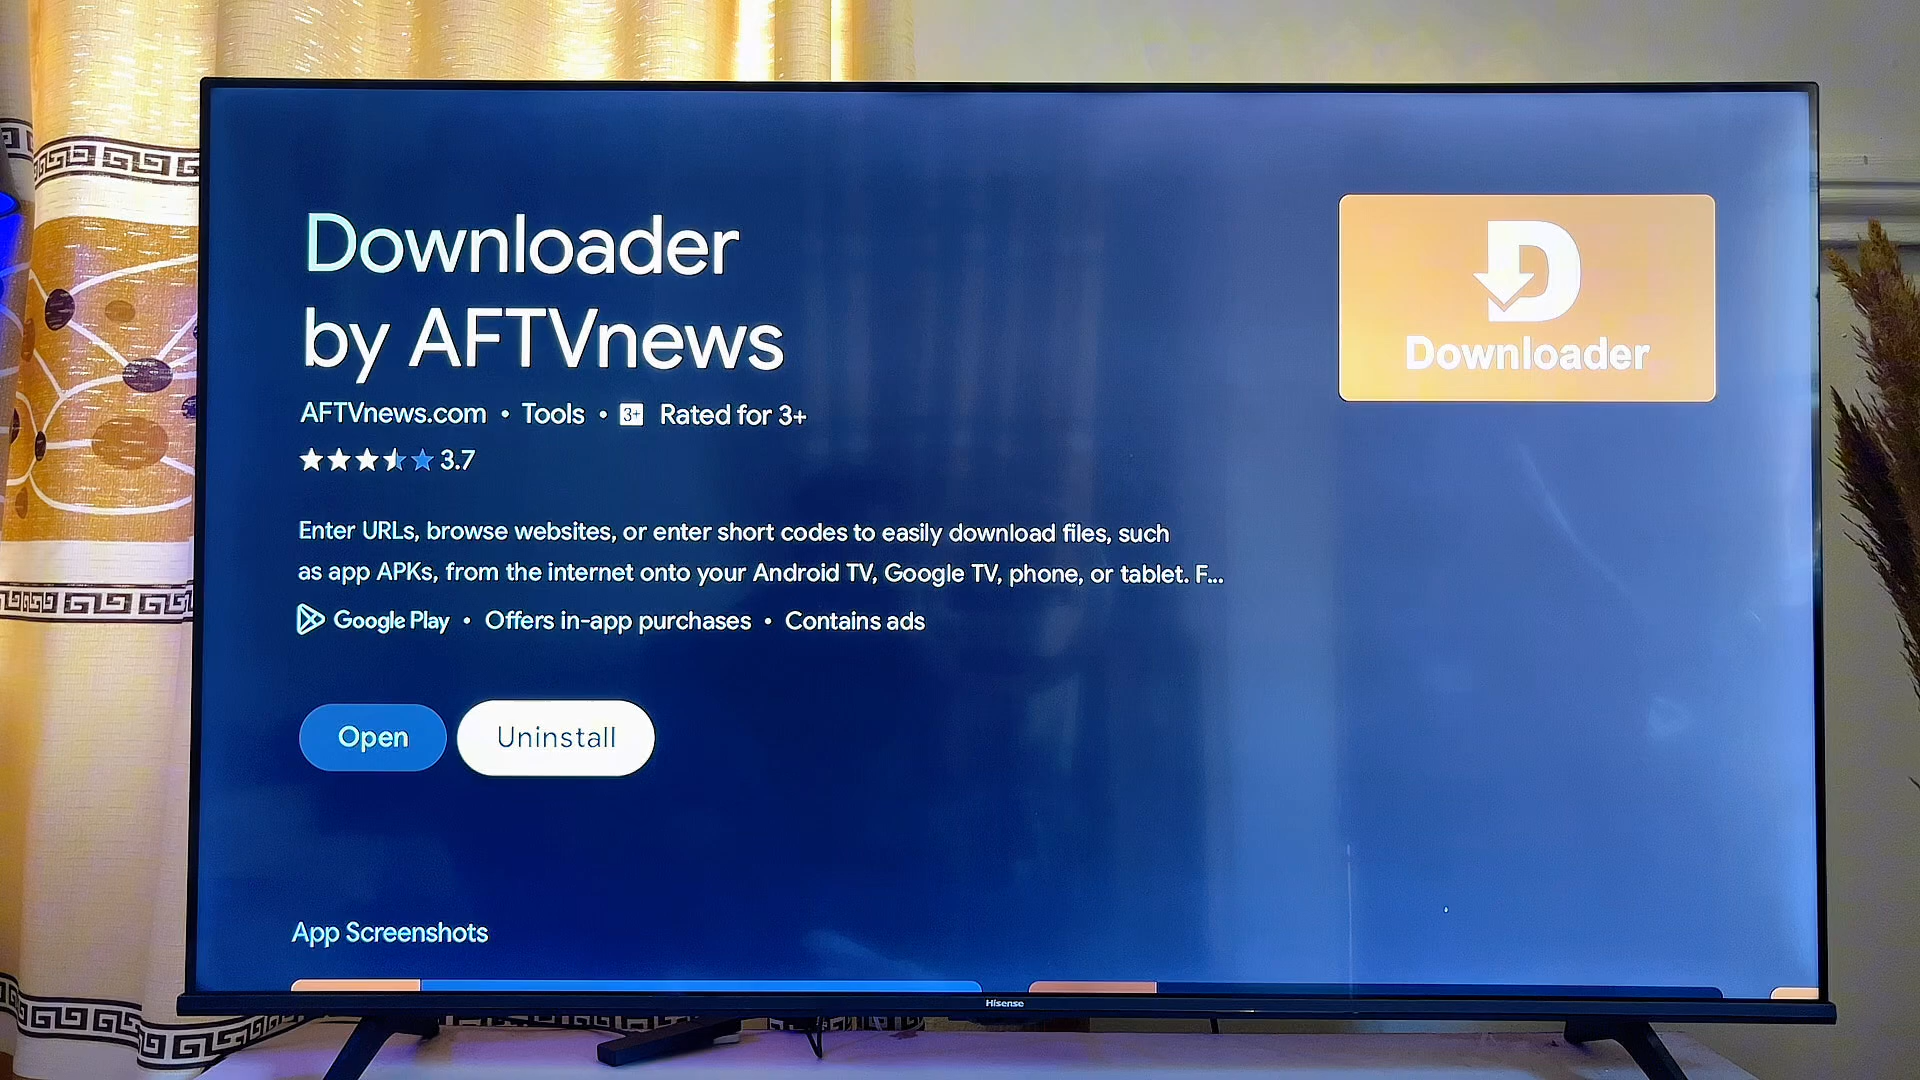 Downloader
by AFTVnews
AFTVnews.com • Tools • 3+ Rated for 3+
3.7
Enter URLs, browse websites, or enter short codes to easily download files, such
as app APKs, from the internet onto your Android TV, Google TV, phone, or tablet. F...
Google Play • Offers in-app purchases • Contains ads
Open Uninstall
App Screenshots
D
Downloader
Hisense